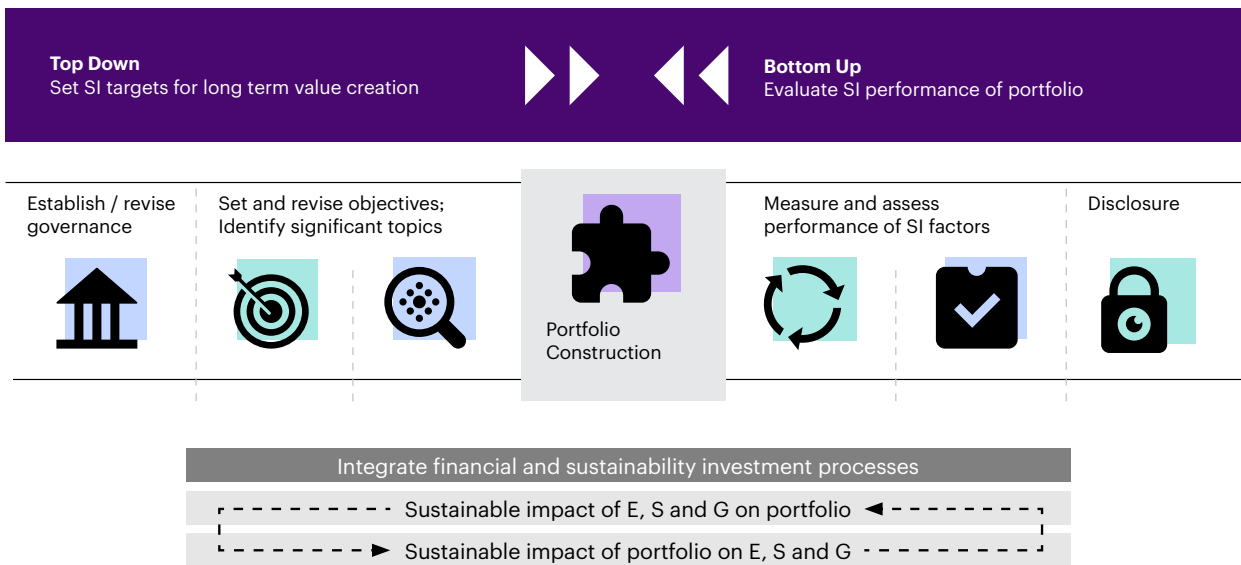 Top Down
Set SI targets for long term value creation
Bottom Up
Evaluate SI performance of portfolio
Establish / revise
governance
Set and revise objectives;
Identify significant topics
Portfolio
Construction
Measure and assess
performance of SI factors
Disclosure
Integrate financial and sustainability investment processes
Sustainable impact of E, S and G on portfolio
Sustainable impact of portfolio on E, S and G